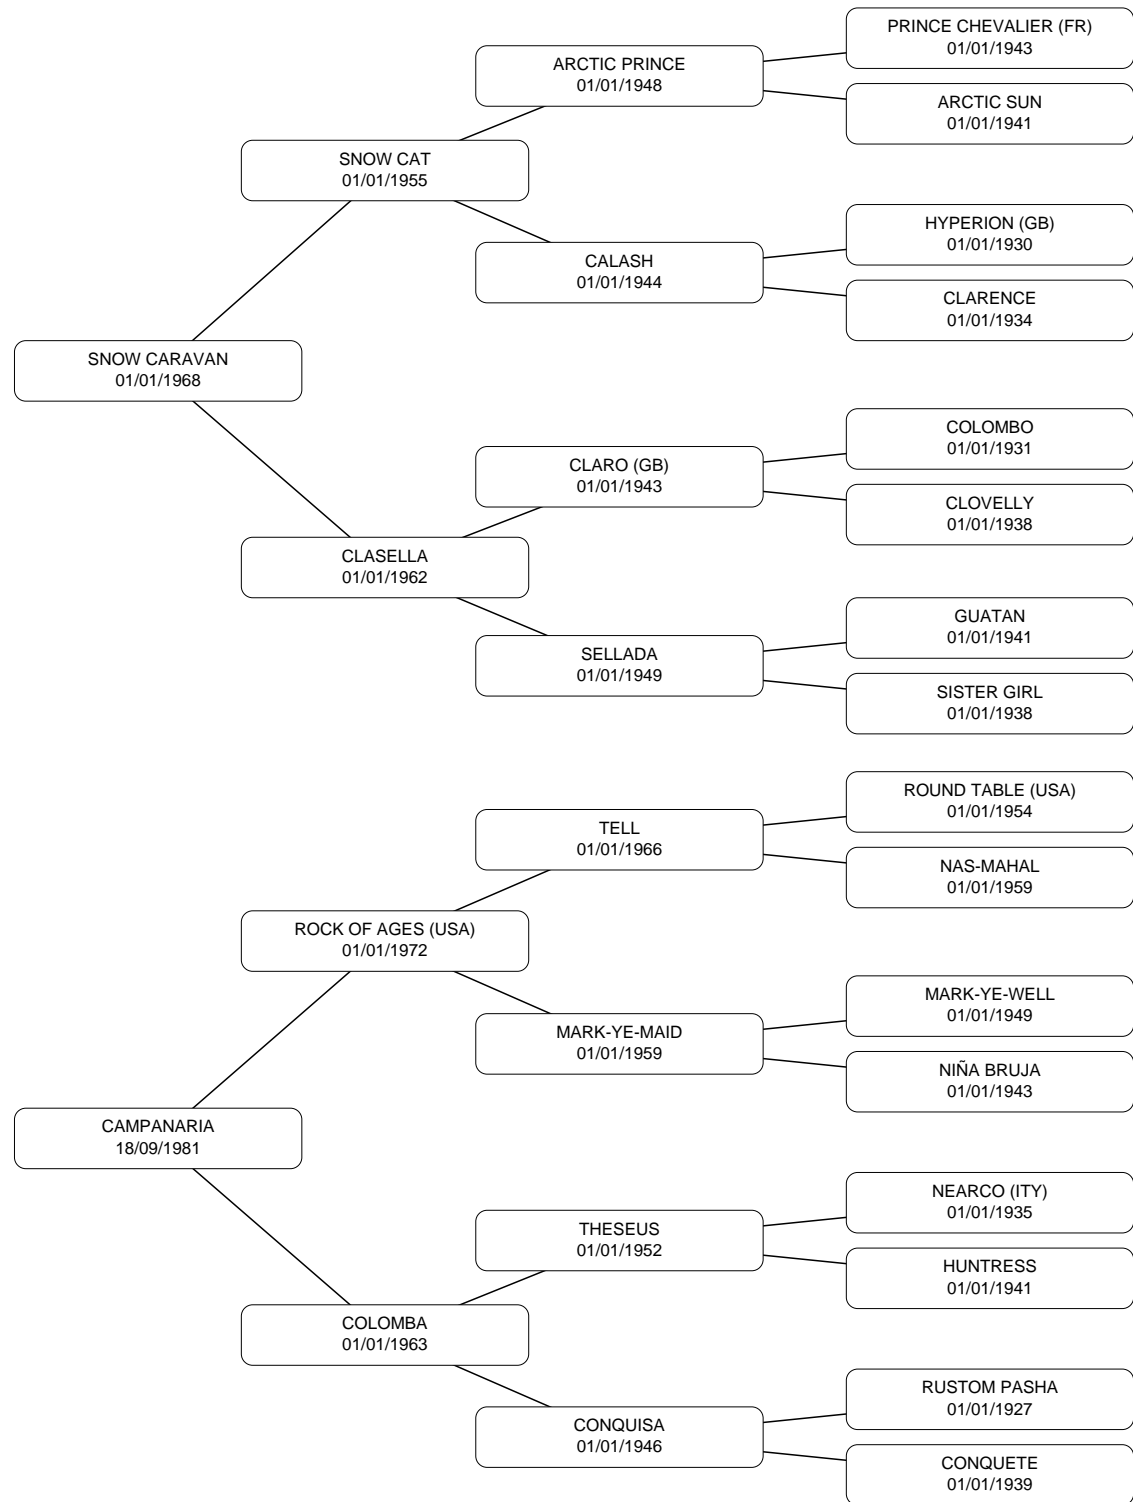 PRINCE CHEVALIER (FR)
01/01/1943
ARCTIC PRINCE
01/01/1948
ARCTIC SUN
01/01/1941
SNOW CAT
01/01/1955
HYPERION (GB)
01/01/1930
CALASH
01/01/1944
CLARENCE
01/01/1934
SNOW CARAVAN
01/01/1968
COLOMBO
01/01/1931
CLARO (GB)
01/01/1943
CLOVELLY
01/01/1938
CLASELLA
01/01/1962
GUATAN
01/01/1941
SELLADA
01/01/1949
SISTER GIRL
01/01/1938
ROUND TABLE (USA)
01/01/1954
TELL
01/01/1966
NAS-MAHAL
01/01/1959
ROCK OF AGES (USA)
01/01/1972
MARK-YE-WELL
01/01/1949
MARK-YE-MAID
01/01/1959
NIÑA BRUJA
01/01/1943
CAMPANARIA
18/09/1981
NEARCO (ITY)
01/01/1935
THESEUS
01/01/1952
HUNTRESS
01/01/1941
COLOMBA
01/01/1963
RUSTOM PASHA
01/01/1927
CONQUISA
01/01/1946
CONQUETE
01/01/1939